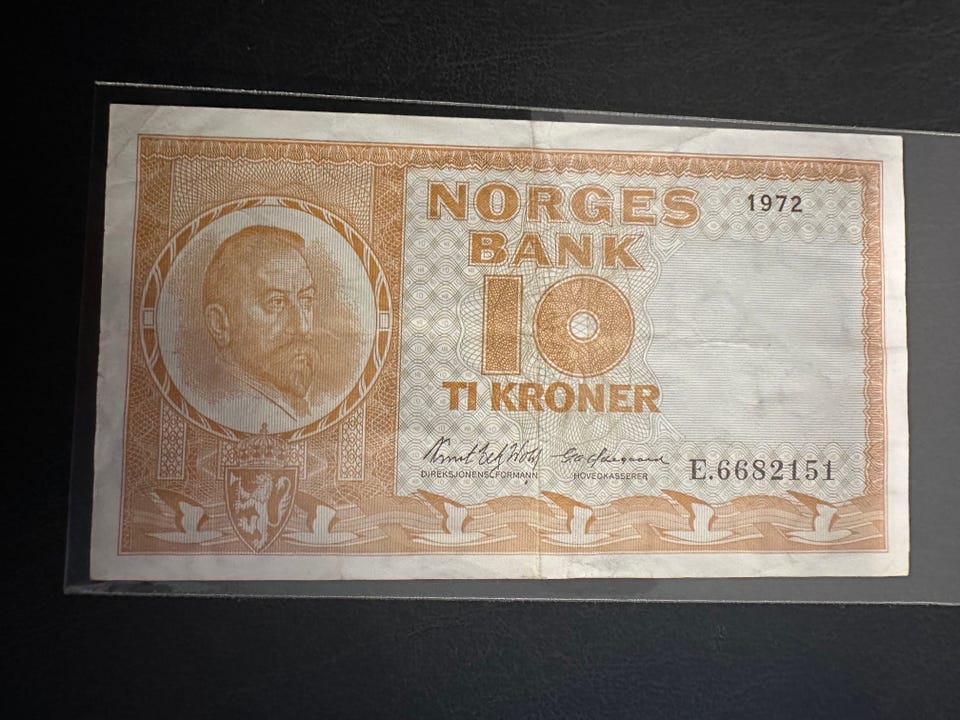 NORGES
1972
BANK
10
TI KRONER
DIREKSJONENS FORMANN
HOVEDKASSERER
E.6682151